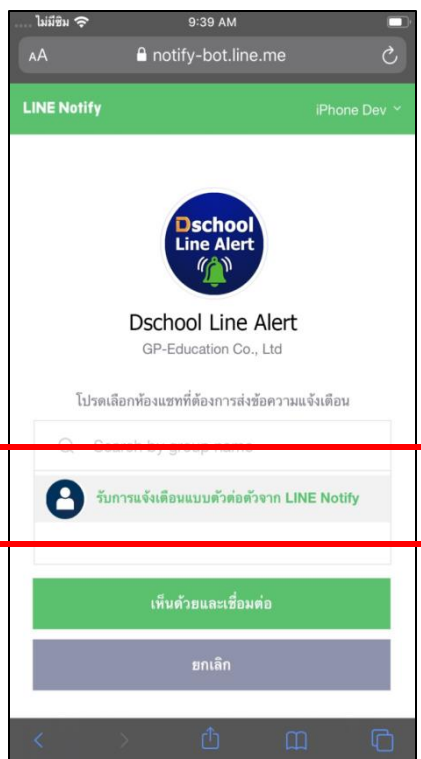 ไม่มีซิม 9:39 AM
AA notify-bot.line.me
LINE Notify iPhone Dev
Dschool
Line Alert
Dschool Line Alert
GP-Education Co., Ltd
โปรดเลือกห้องแชทที่ต้องการส่งข้อความแจ้งเตือน
Search by group name
รับการแจ้งเตือนแบบตัวต่อตัวจาก LINE Notify
เห็นด้วยและเชื่อมต่อ
ยกเลิก